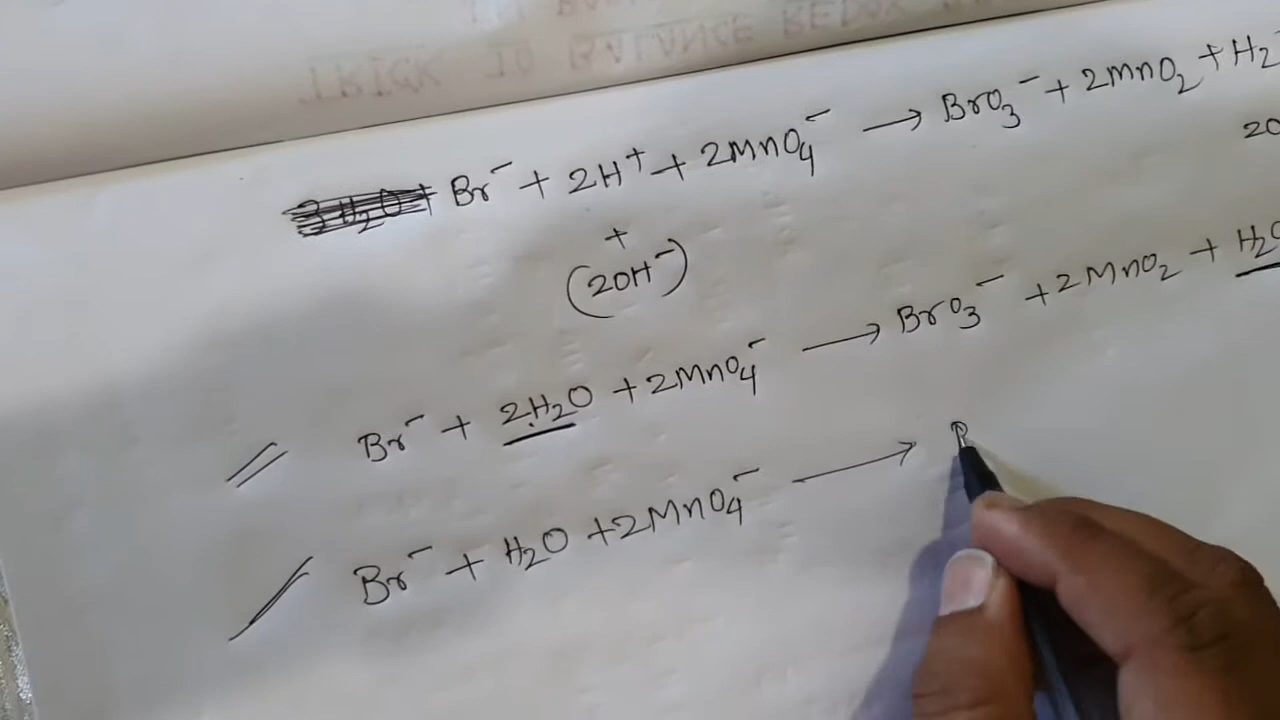 TRICK TO BALANCE REDOX
Br⁻ + 2H⁺ + 2MnO₄⁻ → BrO₃⁻ + 2MnO₂ + H₂
+ 2O
(2OH⁻)
Br⁻ + 2H₂O + 2MnO₄⁻ → BrO₃⁻ + 2MnO₂ + H₂O
Br⁻ + H₂O + 2MnO₄⁻ →